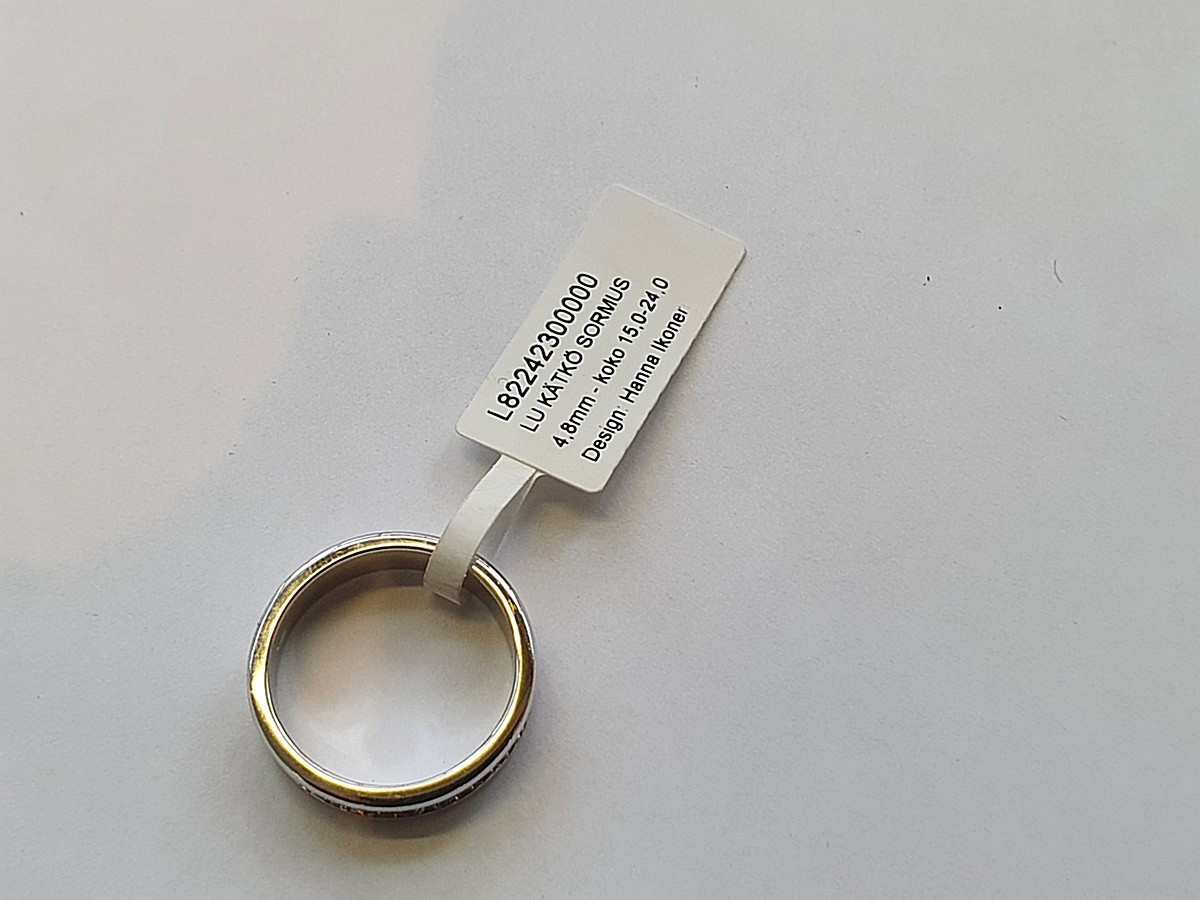 L82242300000
LU KÄTKÖ SORMUS
4,8mm - koko 15,0-24,0
Design: Hanna Ikonen